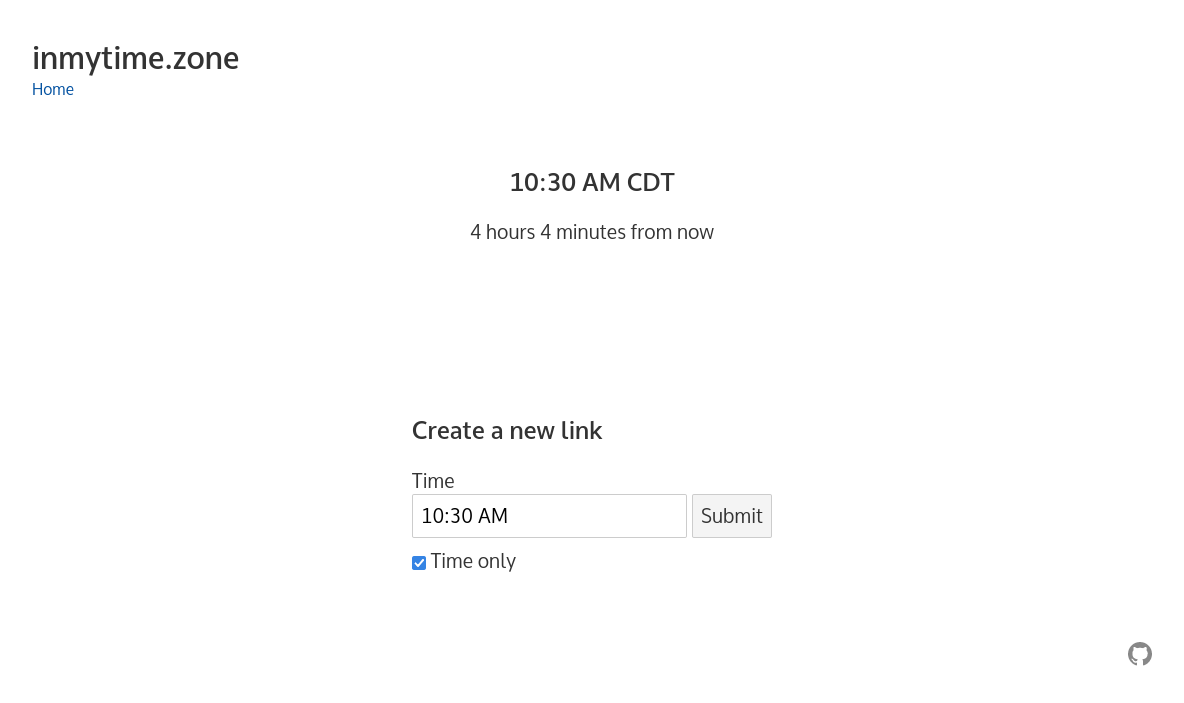 inmytime.zone
Home
10:30 AM CDT
4 hours 4 minutes from now
Create a new link
Time
10:30 AM
Submit
Time only